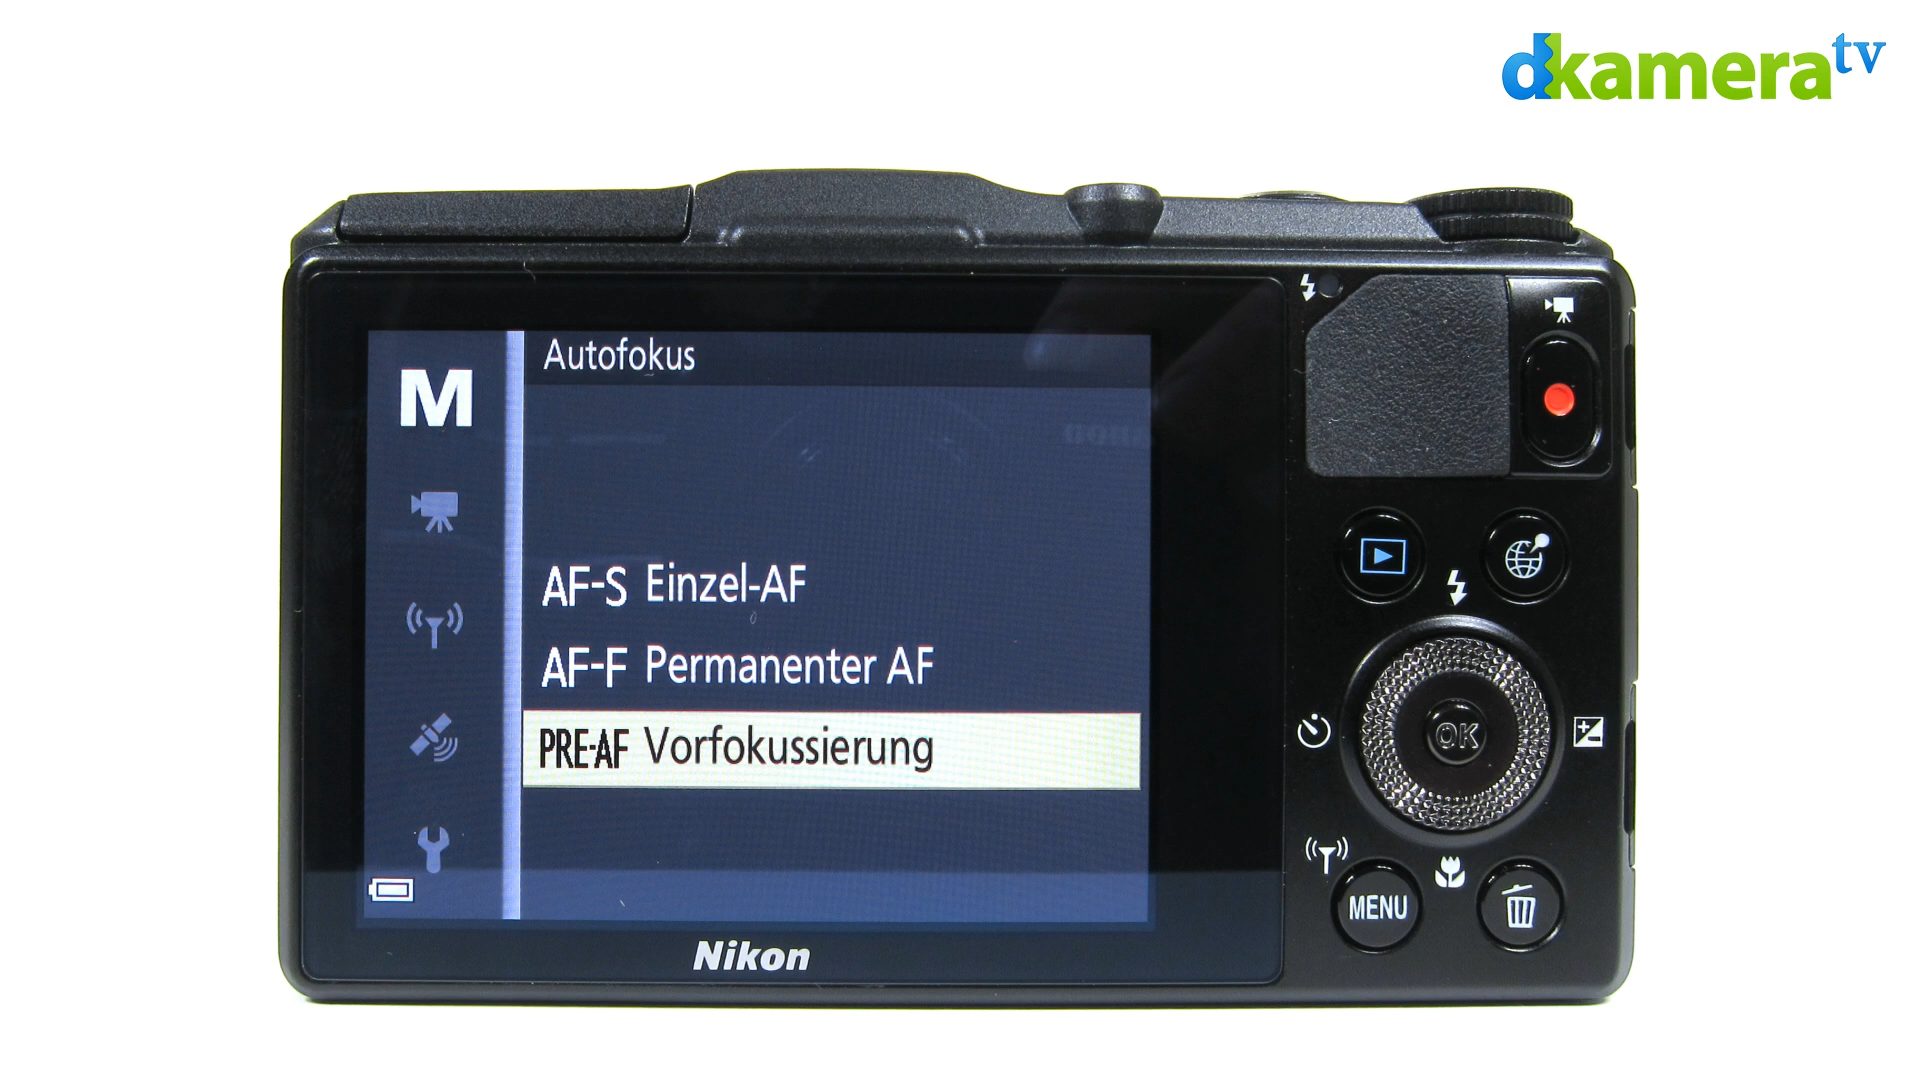 dkameratv
Autofokus
M
AF-S Einzel-AF
AF-F Permanenter AF
PRE-AF Vorfokussierung
OK
MENU
Nikon